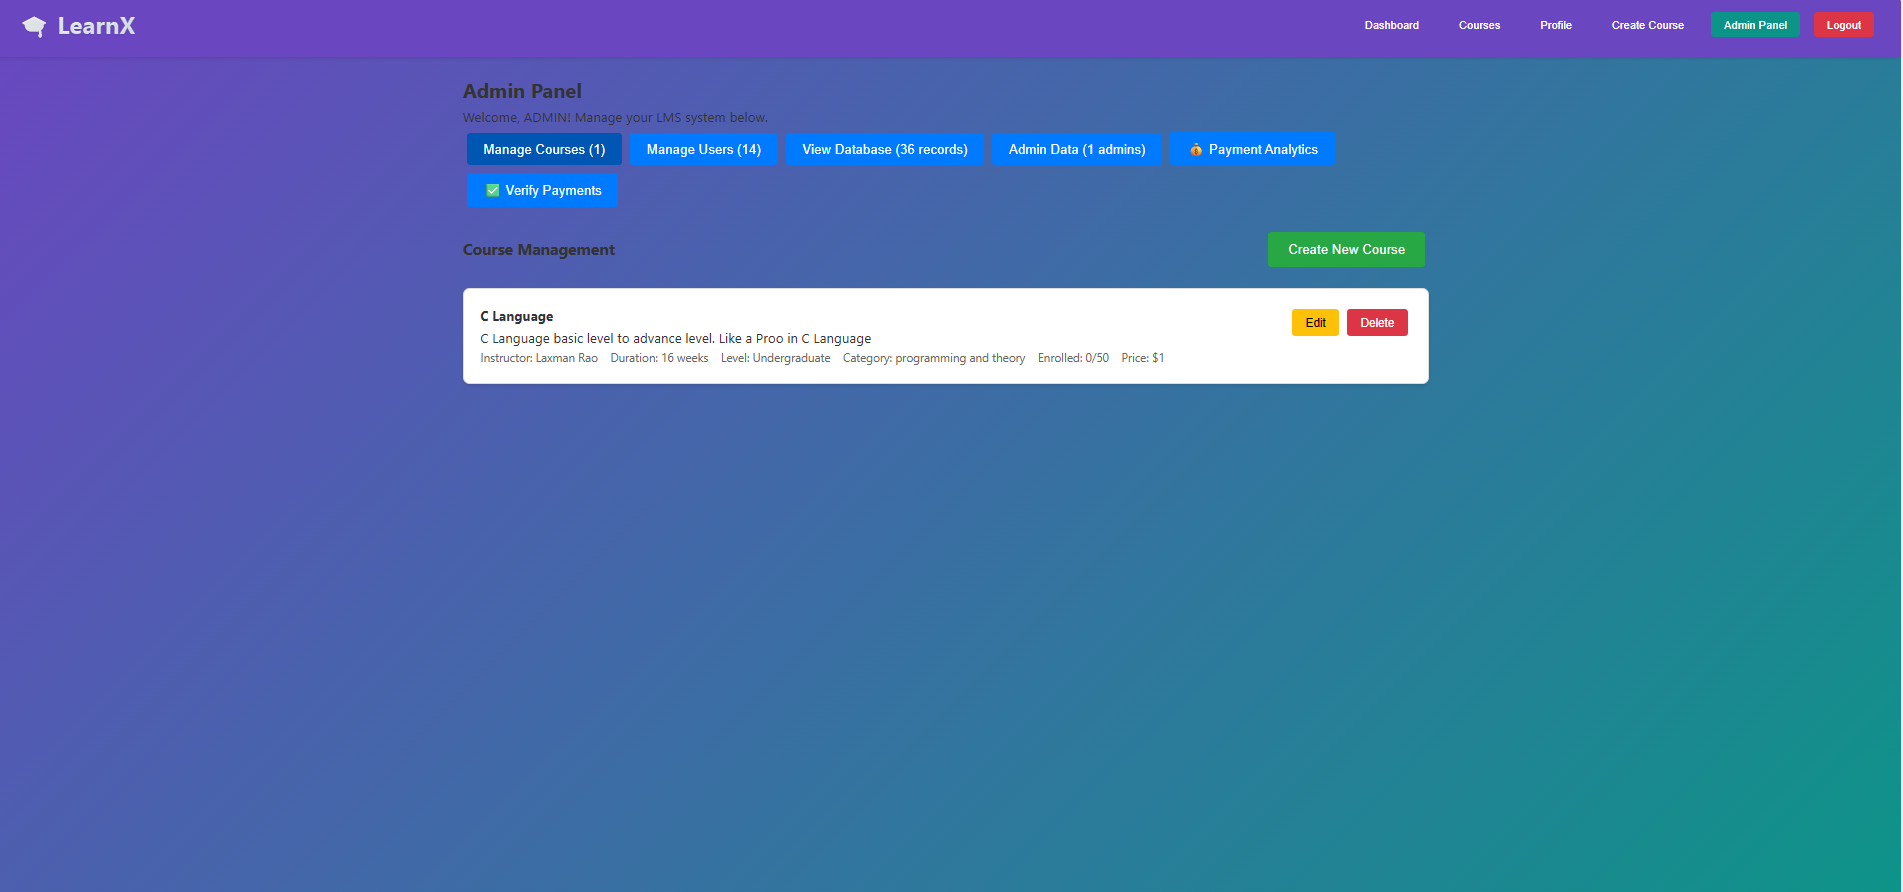 LearnX
Dashboard Courses Profile Create Course Admin Panel Logout
Admin Panel
Welcome, ADMIN! Manage your LMS system below.
Manage Courses (1) Manage Users (14) View Database (36 records) Admin Data (1 admins) Payment Analytics
Verify Payments
Course Management Create New Course
C Language Edit Delete
C Language basic level to advance level. Like a Proo in C Language
Instructor: Laxman Rao Duration: 16 weeks Level: Undergraduate Category: programming and theory Enrolled: 0/50 Price: $1